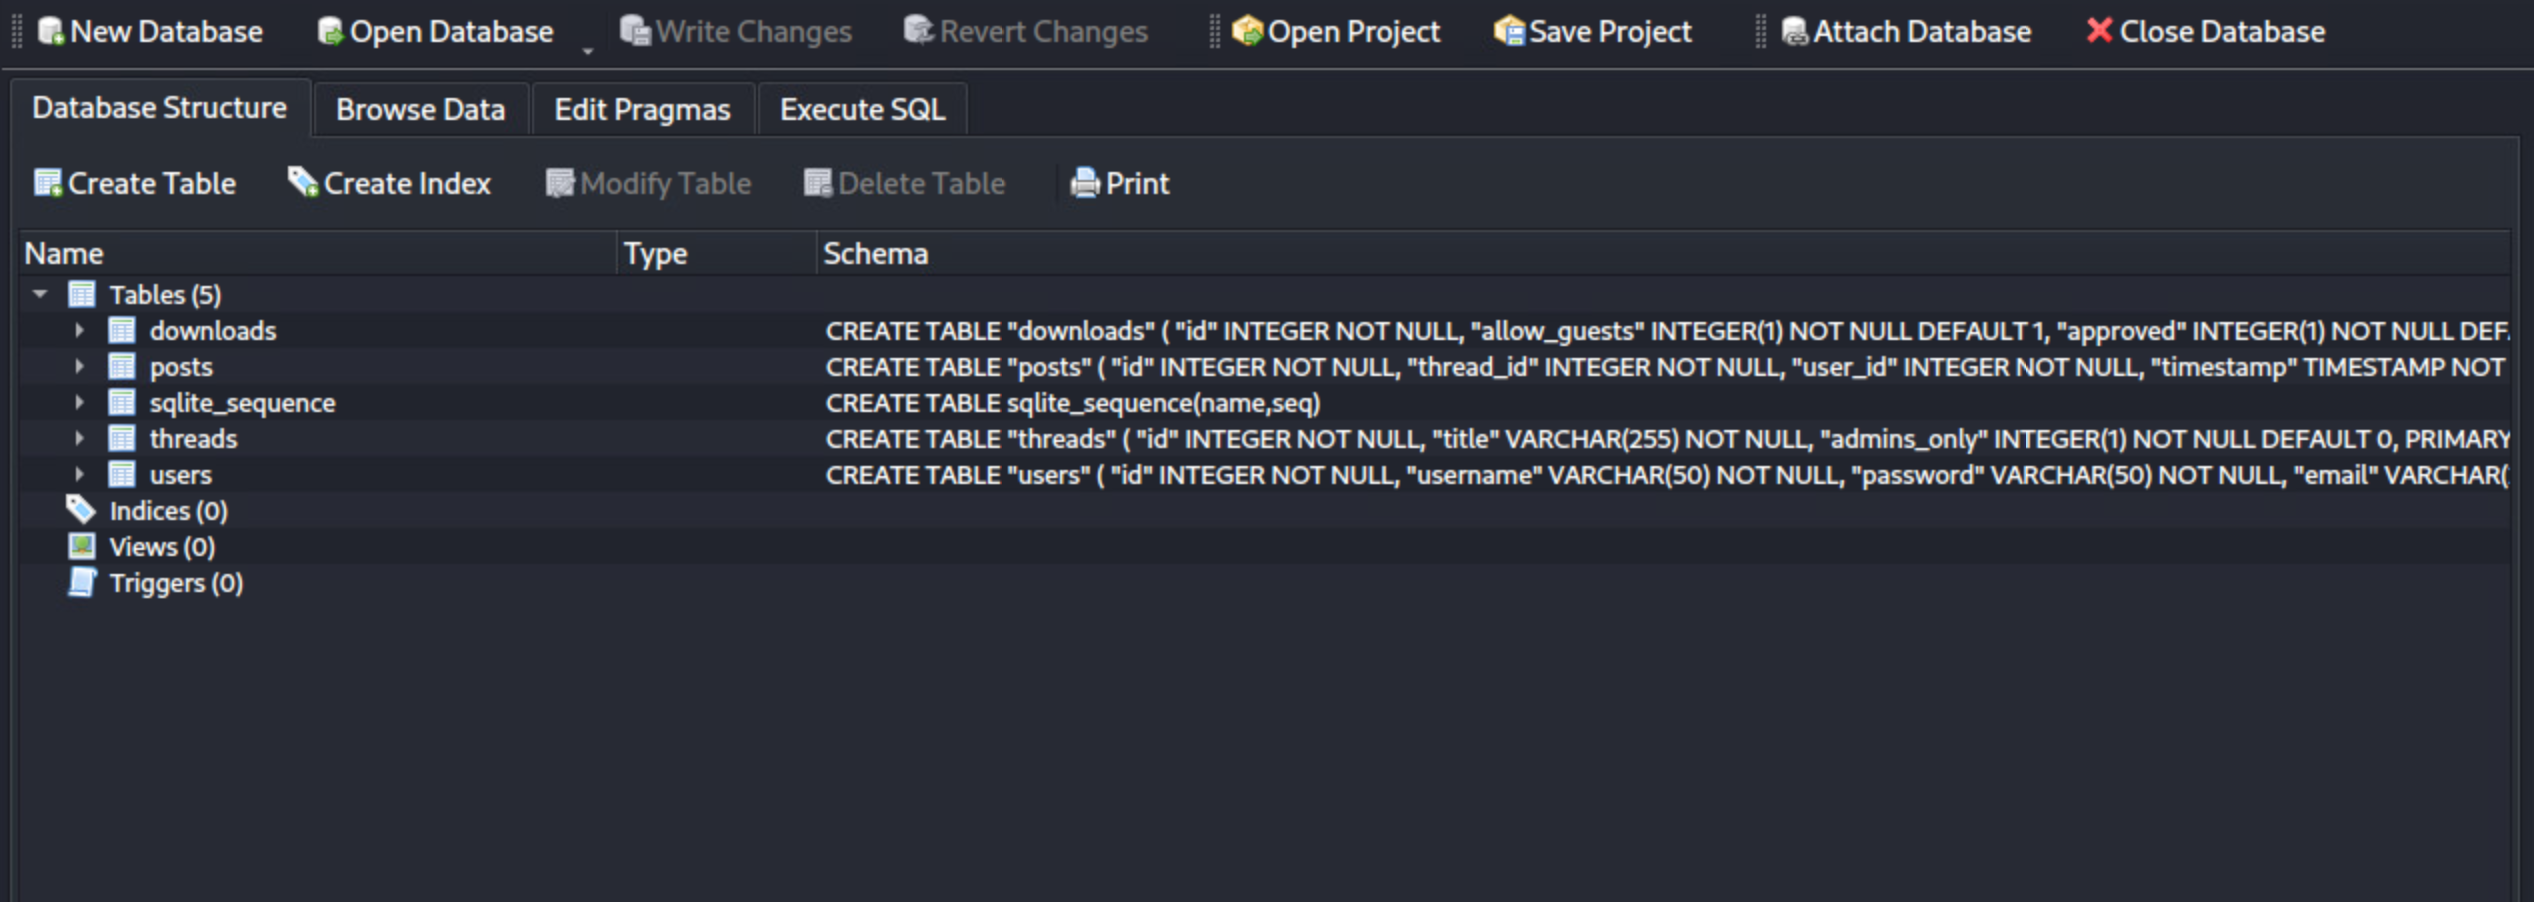 New Database Open Database Write Changes Revert Changes Open Project Save Project Attach Database Close Database
Database Structure Browse Data Edit Pragmas Execute SQL
Create Table Create Index Modify Table Delete Table Print
Name Type Schema
Tables (5)
downloads CREATE TABLE "downloads" ( "id" INTEGER NOT NULL, "allow_guests" INTEGER(1) NOT NULL DEFAULT 1, "approved" INTEGER(1) NOT NULL DEF
posts CREATE TABLE "posts" ( "id" INTEGER NOT NULL, "thread_id" INTEGER NOT NULL, "user_id" INTEGER NOT NULL, "timestamp" TIMESTAMP NOT
sqlite_sequence CREATE TABLE sqlite_sequence(name,seq)
threads CREATE TABLE "threads" ( "id" INTEGER NOT NULL, "title" VARCHAR(255) NOT NULL, "admins_only" INTEGER(1) NOT NULL DEFAULT 0, PRIMARY
users CREATE TABLE "users" ( "id" INTEGER NOT NULL, "username" VARCHAR(50) NOT NULL, "password" VARCHAR(50) NOT NULL, "email" VARCHAR(
Indices (0)
Views (0)
Triggers (0)